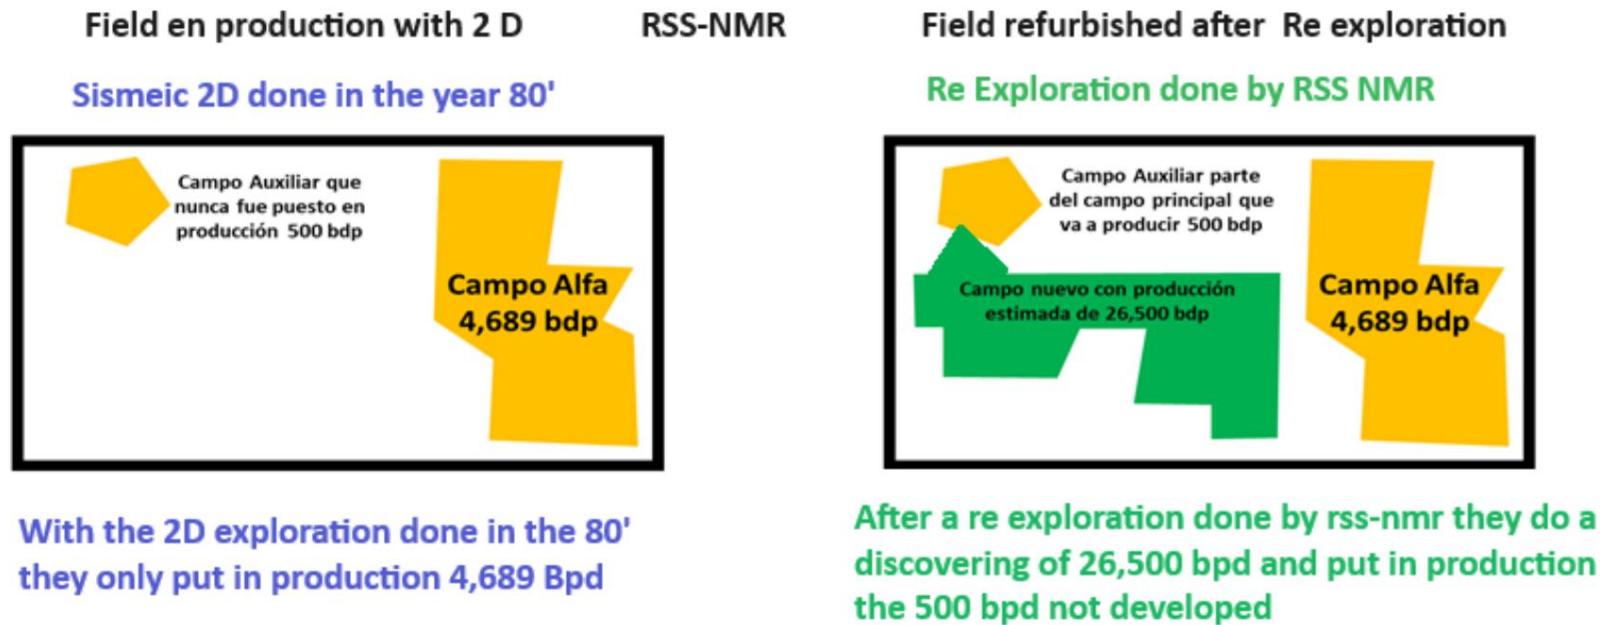 Field en production with 2 D
RSS-NMR
Field refurbished after Re exploration
Sismeic 2D done in the year 80'
Re Exploration done by RSS NMR
Campo Auxiliar que
nunca fue puesto en
producción 500 bdp
Campo Alfa
4,689 bdp
Campo Auxiliar parte
del campo principal que
va a producir 500 bdp
Campo nuevo con producción
estimada de 26,500 bdp
Campo Alfa
4,689 bdp
With the 2D exploration done in the 80'
they only put in production 4,689 Bpd
After a re exploration done by rss-nmr they do a
discovering of 26,500 bpd and put in production
the 500 bpd not developed